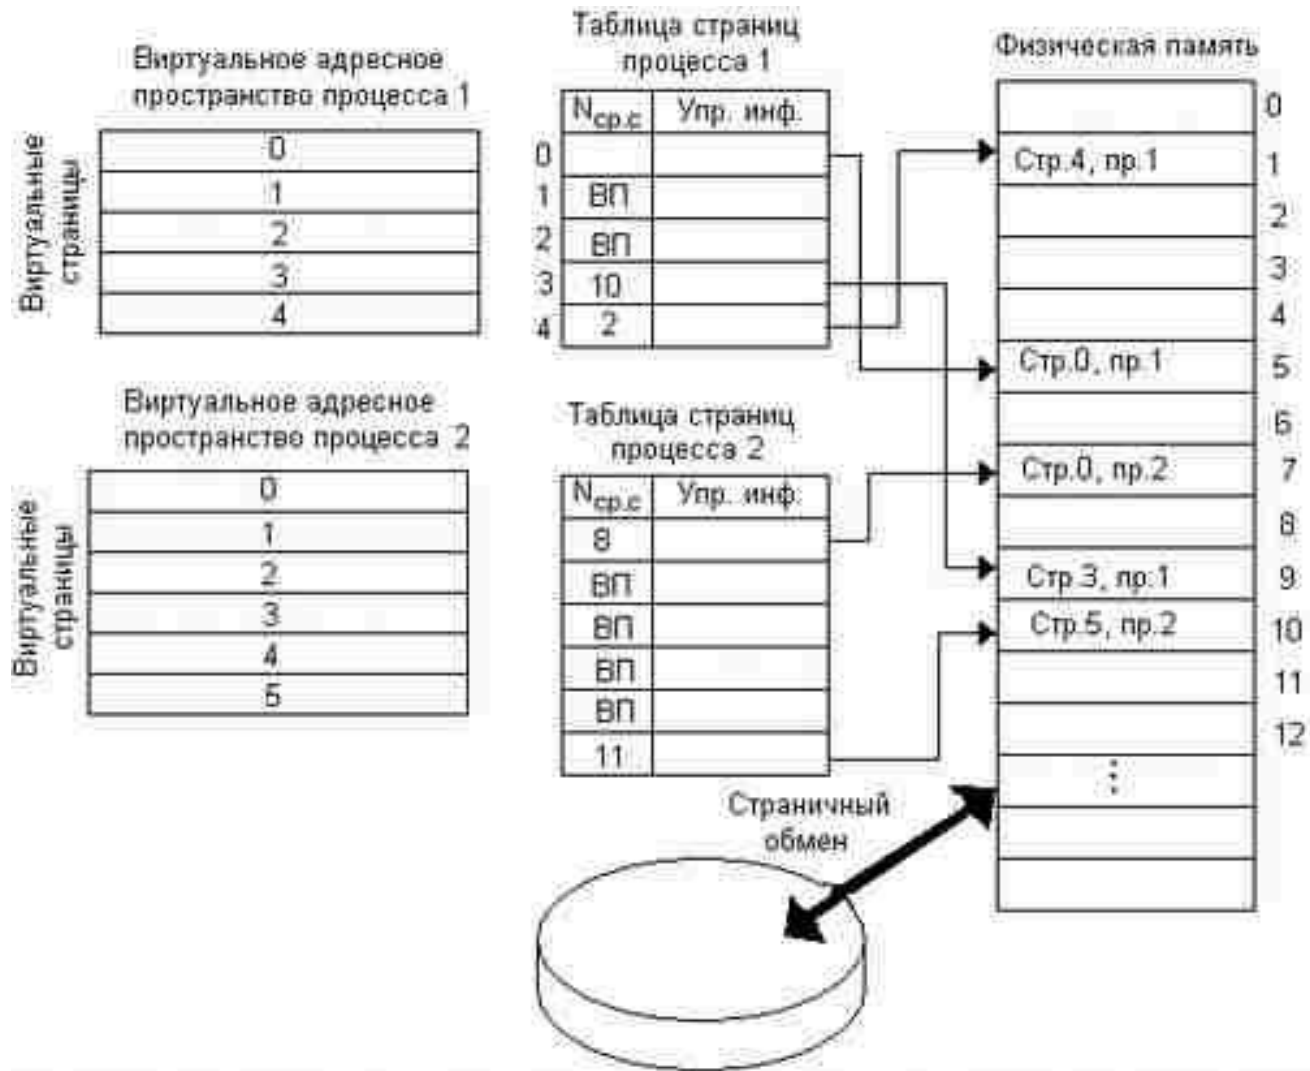 Виртуальное адресное
пространство процесса 1
Виртуальные
страницы
0
1
2
3
4
Таблица страниц
процесса 1
Nср.с Упр. инф.
0
1 ВП
2 ВП
3 10
4 2
Физическая память
0
Стр.4, пр.1 1
2
3
4
Стр.0, пр.1 5
6
Стр.0, пр.2 7
8
Стр.3, пр.1 9
Стр.5, пр.2 10
11
12
Виртуальное адресное
пространство процесса 2
Виртуальные
страницы
0
1
2
3
4
5
Таблица страниц
процесса 2
Nср.с Упр. инф.
8
ВП
ВП
ВП
ВП
11
Страничный
обмен